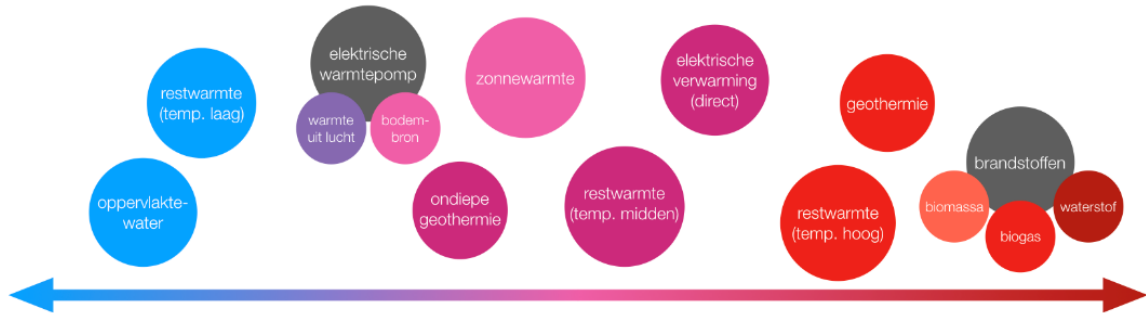 restwarmte
(temp. laag)
oppervlakte-
water
elektrische
warmtepomp
warmte
uit lucht
bodem-
bron
zonnewarmte
ondiepe
geothermie
elektrische
verwarming
(direct)
restwarmte
(temp. midden)
geothermie
restwarmte
(temp. hoog)
brandstoffen
biomassa
biogas
waterstof